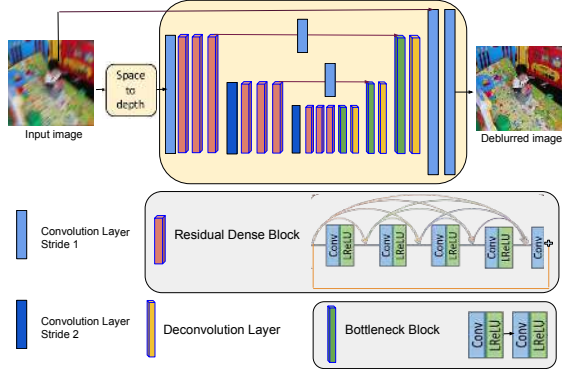 Space
to
depth
Input image
Deblurred image
Convolution Layer
Stride 1
Residual Dense Block
Conv
LReLU
Conv
LReLU
Conv
LReLU
Conv
LReLU
Conv
Convolution Layer
Stride 2
Deconvolution Layer
Bottleneck Block
Conv
LReLU
Conv
LReLU